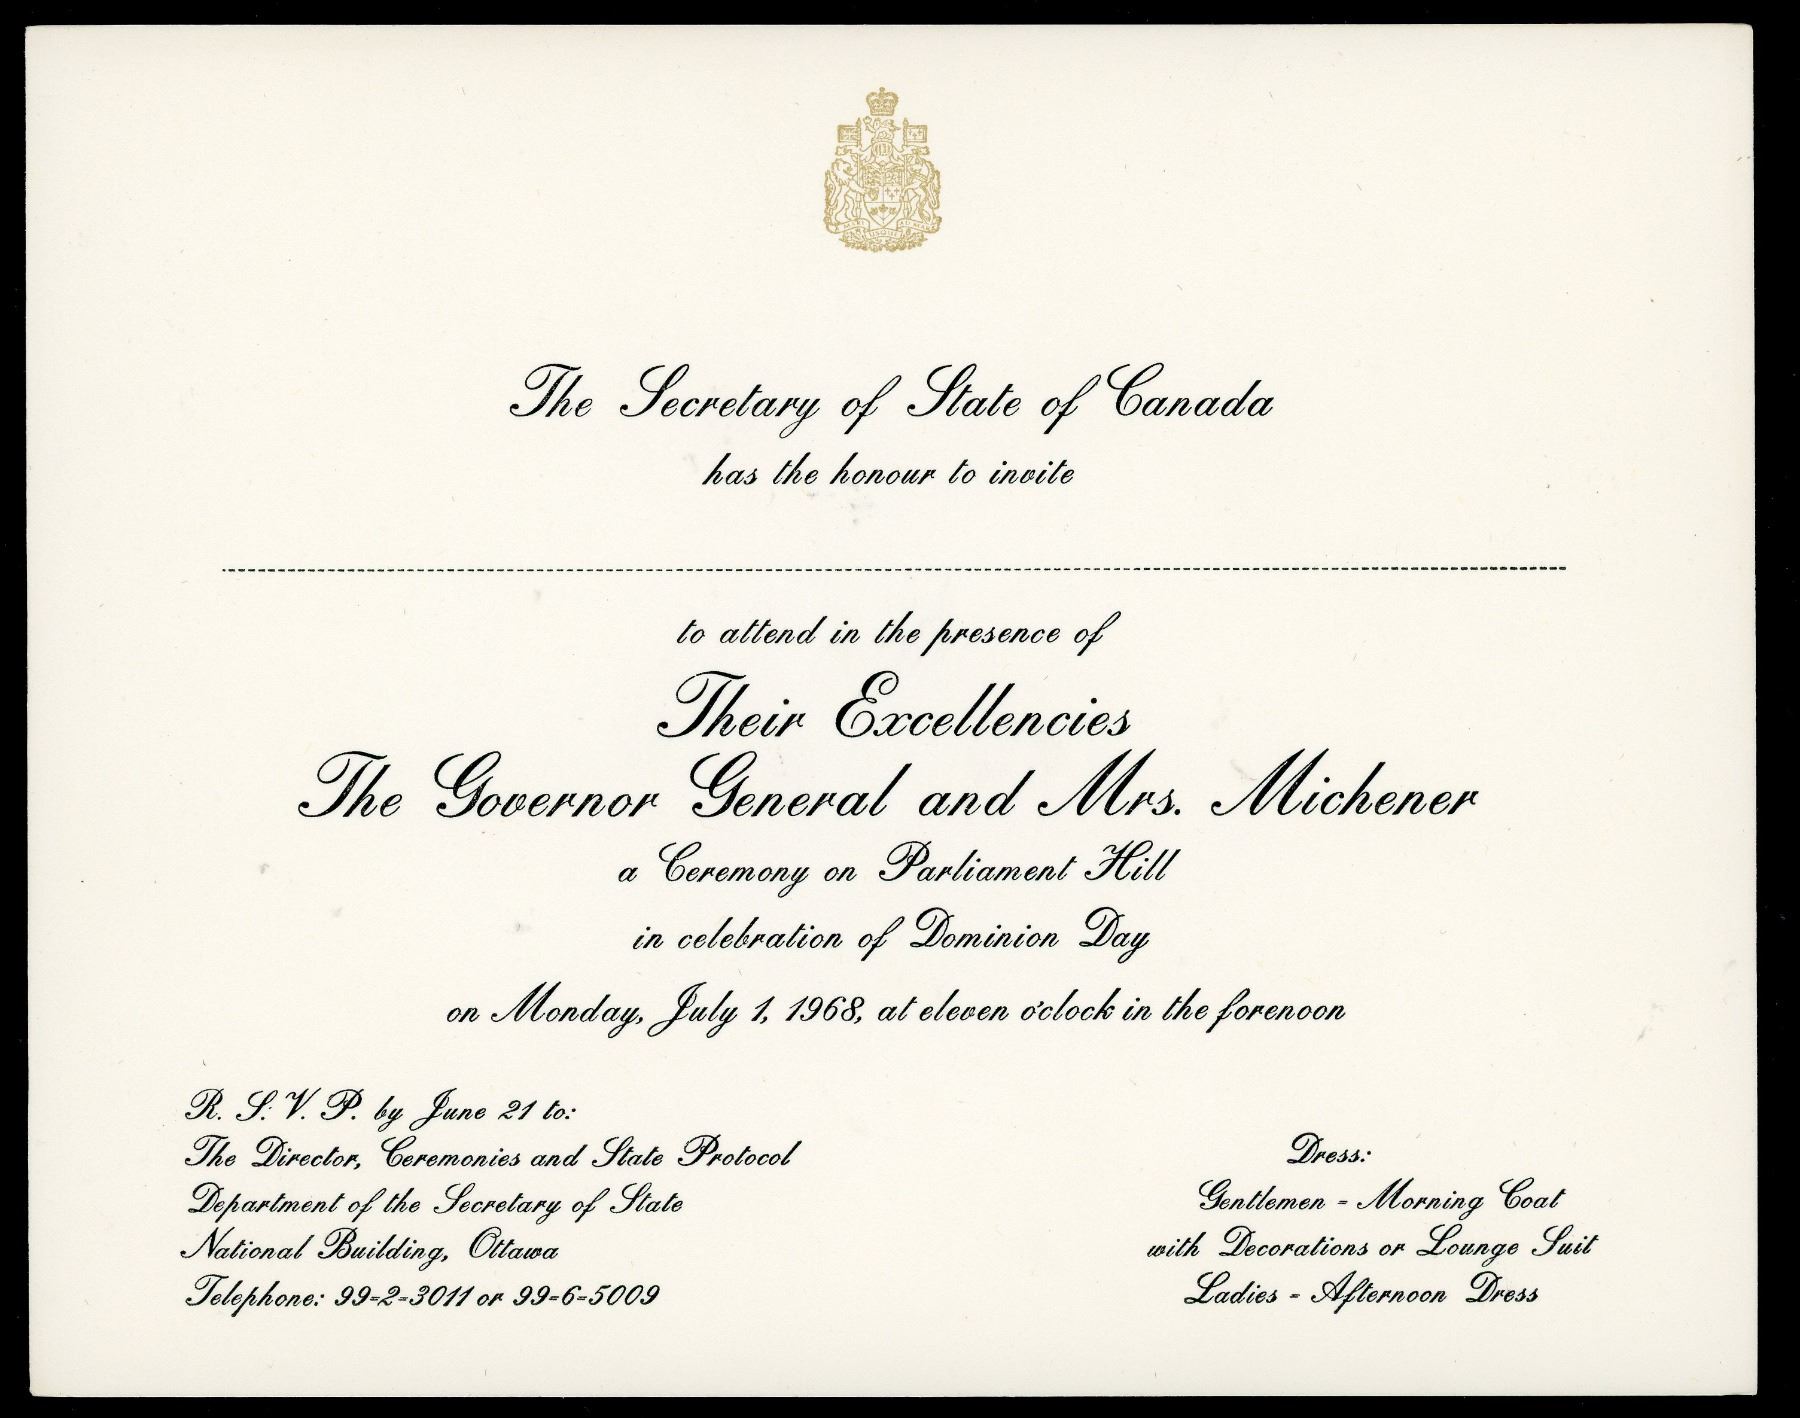 The Secretary of State of Canada
has the honour to invite
to attend in the presence of
Their Excellencies
The Governor General and Mrs. Michener
a Ceremony on Parliament Hill
in celebration of Dominion Day
on Monday, July 1, 1968, at eleven o'clock in the forenoon
R. S. V. P. by June 21 to:
The Director, Ceremonies and State Protocol
Department of the Secretary of State
National Building, Ottawa
Telephone: 99-2-3011 or 99-6-5009
Dress:
Gentlemen - Morning Coat
with Decorations or Lounge Suit
Ladies - Afternoon Dress